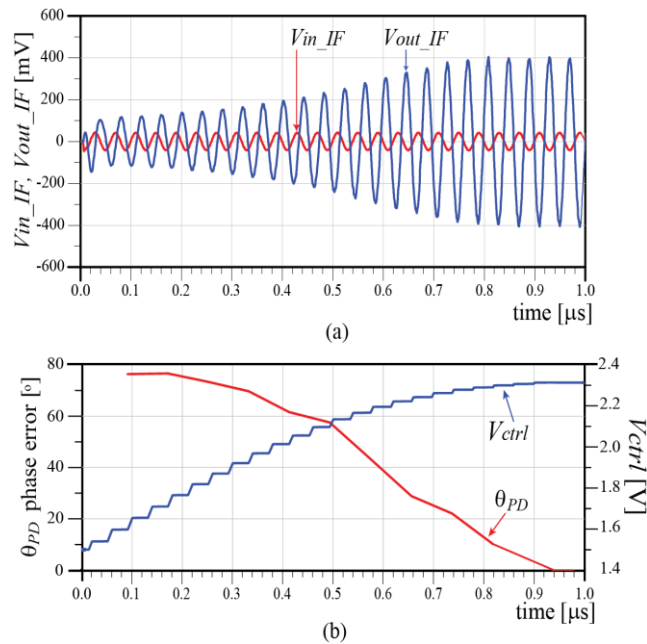 Vin_IF, Vout_IF [mV]
600
400
200
0
-200
-400
-600
Vin_IF
Vout_IF
0.0 0.1 0.2 0.3 0.4 0.5 0.6 0.7 0.8 0.9 1.0
time [μs]
(a)
θPD phase error [o]
80
60
40
20
0
Vctrl
θPD
2.4
2.2
2.0
1.8
1.6
1.4
Vctrl [V]
0.0 0.1 0.2 0.3 0.4 0.5 0.6 0.7 0.8 0.9 1.0
time [μs]
(b)